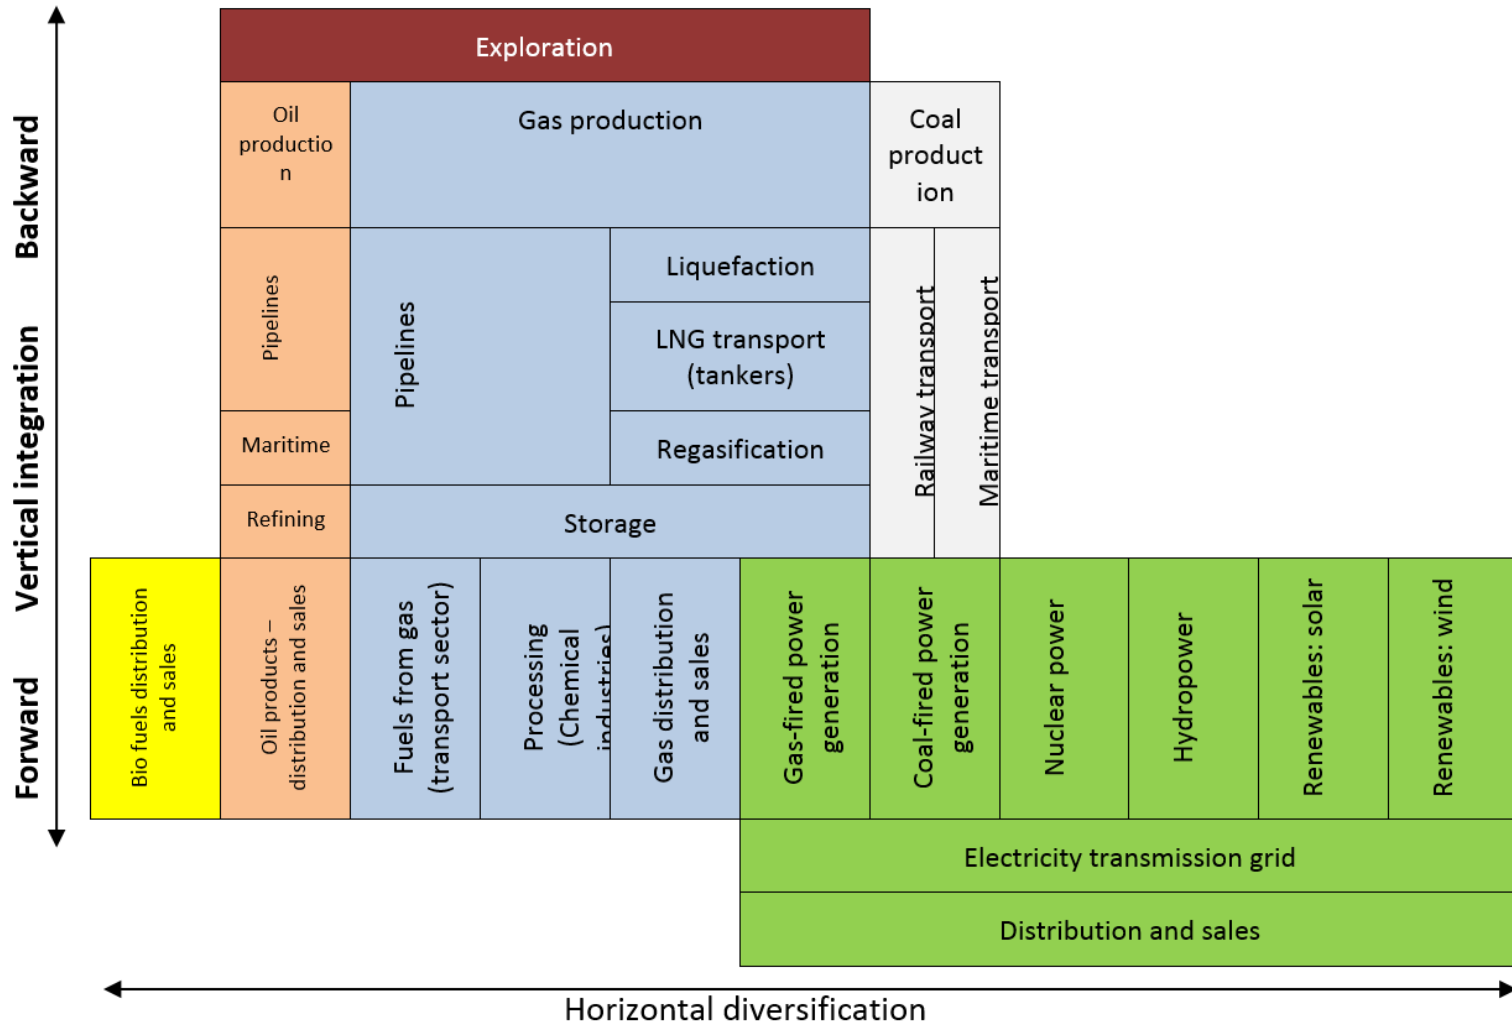 Exploration
Oil
productio
n
Gas production
Coal
product
ion
Backward
Vertical integration
Forward
Pipelines
Pipelines
Liquefaction
LNG transport
(tankers)
Regasification
Railway transport
Maritime transport
Maritime
Refining
Storage
Bio fuels distribution
and sales
Oil products –
distribution and sales
Fuels from gas
(transport sector)
Processing
(Chemical
industries)
Gas distribution
and sales
Gas-fired power
generation
Coal-fired power
generation
Nuclear power
Hydropower
Renewables: solar
Renewables: wind
Electricity transmission grid
Distribution and sales
Horizontal diversification